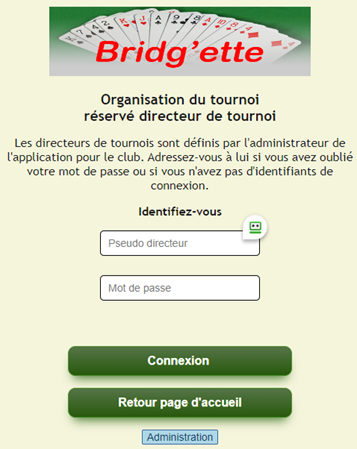 Bridg'ette
Organisation du tournoi
réservé directeur de tournoi
Les directeurs de tournois sont définis par l'administrateur de
l'application pour le club. Adressez-vous à lui si vous avez oublié
votre mot de passe ou si vous n'avez pas d'identifiants de
connexion.
Identifiez-vous
Pseudo directeur
Mot de passe
Connexion
Retour page d'accueil
Administration